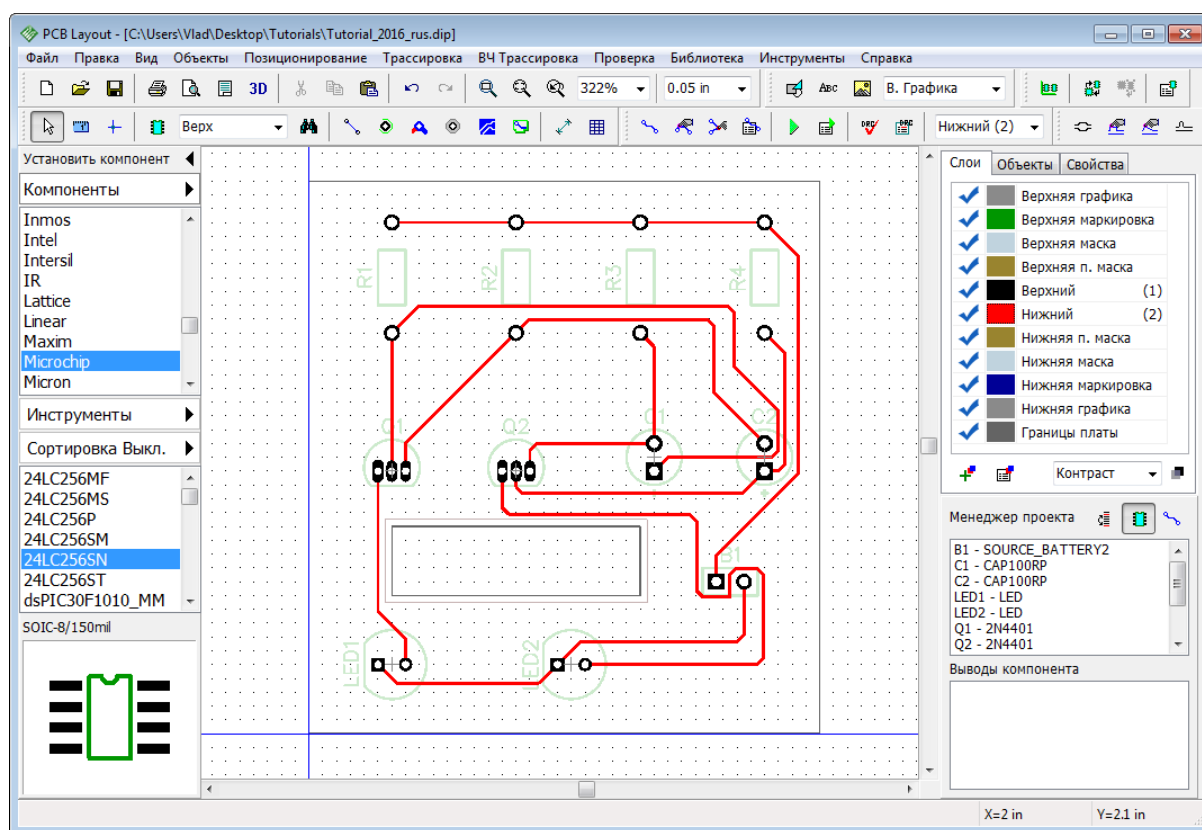 PCB Layout - [C:\Users\Vlad\Desktop\Tutorials\Tutorial_2016_rus.dip]
Файл Правка Вид Объекты Позиционирование Трассировка ВЧ Трассировка Проверка Библиотека Инструменты Справка
3D 322% 0.05 in ABC В. Графика
Верх DRC Нижний (2)
Установить компонент
Компоненты
Inmos
Intel
Intersil
IR
Lattice
Linear
Maxim
Microchip
Micron
Инструменты
Сортировка Выкл.
24LC256MF
24LC256MS
24LC256P
24LC256SM
24LC256SN
24LC256ST
dsPIC30F1010_MM
SOIC-8/150mil
R1 R2 R3 R4
Q1 Q2 C1 C2
B1
LED1 LED2
Слои Объекты Свойства
Верхняя графика
Верхняя маркировка
Верхняя маска
Верхняя п. маска
Верхний (1)
Нижний (2)
Нижняя п. маска
Нижняя маска
Нижняя маркировка
Нижняя графика
Границы платы
Контраст
Менеджер проекта
B1 - SOURCE_BATTERY2
C1 - CAP100RP
C2 - CAP100RP
LED1 - LED
LED2 - LED
Q1 - 2N4401
Q2 - 2N4401
Выводы компонента
X=2 in Y=2.1 in